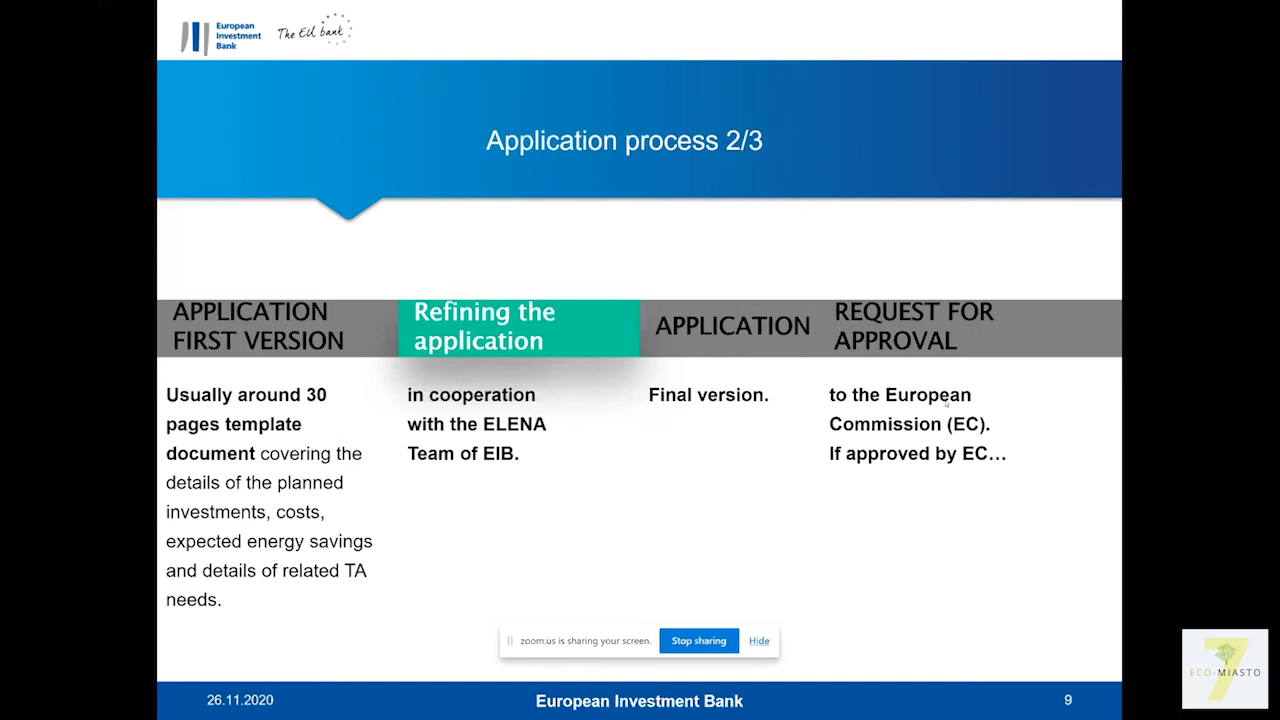 European
Investment
Bank
The EU bank
Application process 2/3
APPLICATION
FIRST VERSION
Refining the
application
APPLICATION
REQUEST FOR
APPROVAL
Usually around 30
pages template
document covering the
details of the planned
investments, costs,
expected energy savings
and details of related TA
needs.
in cooperation
with the ELENA
Team of EIB.
Final version.
to the European
Commission (EC).
If approved by EC...
zoom.us is sharing your screen.
Stop sharing
Hide
26.11.2020
European Investment Bank
9
7
ECO-MIASTO